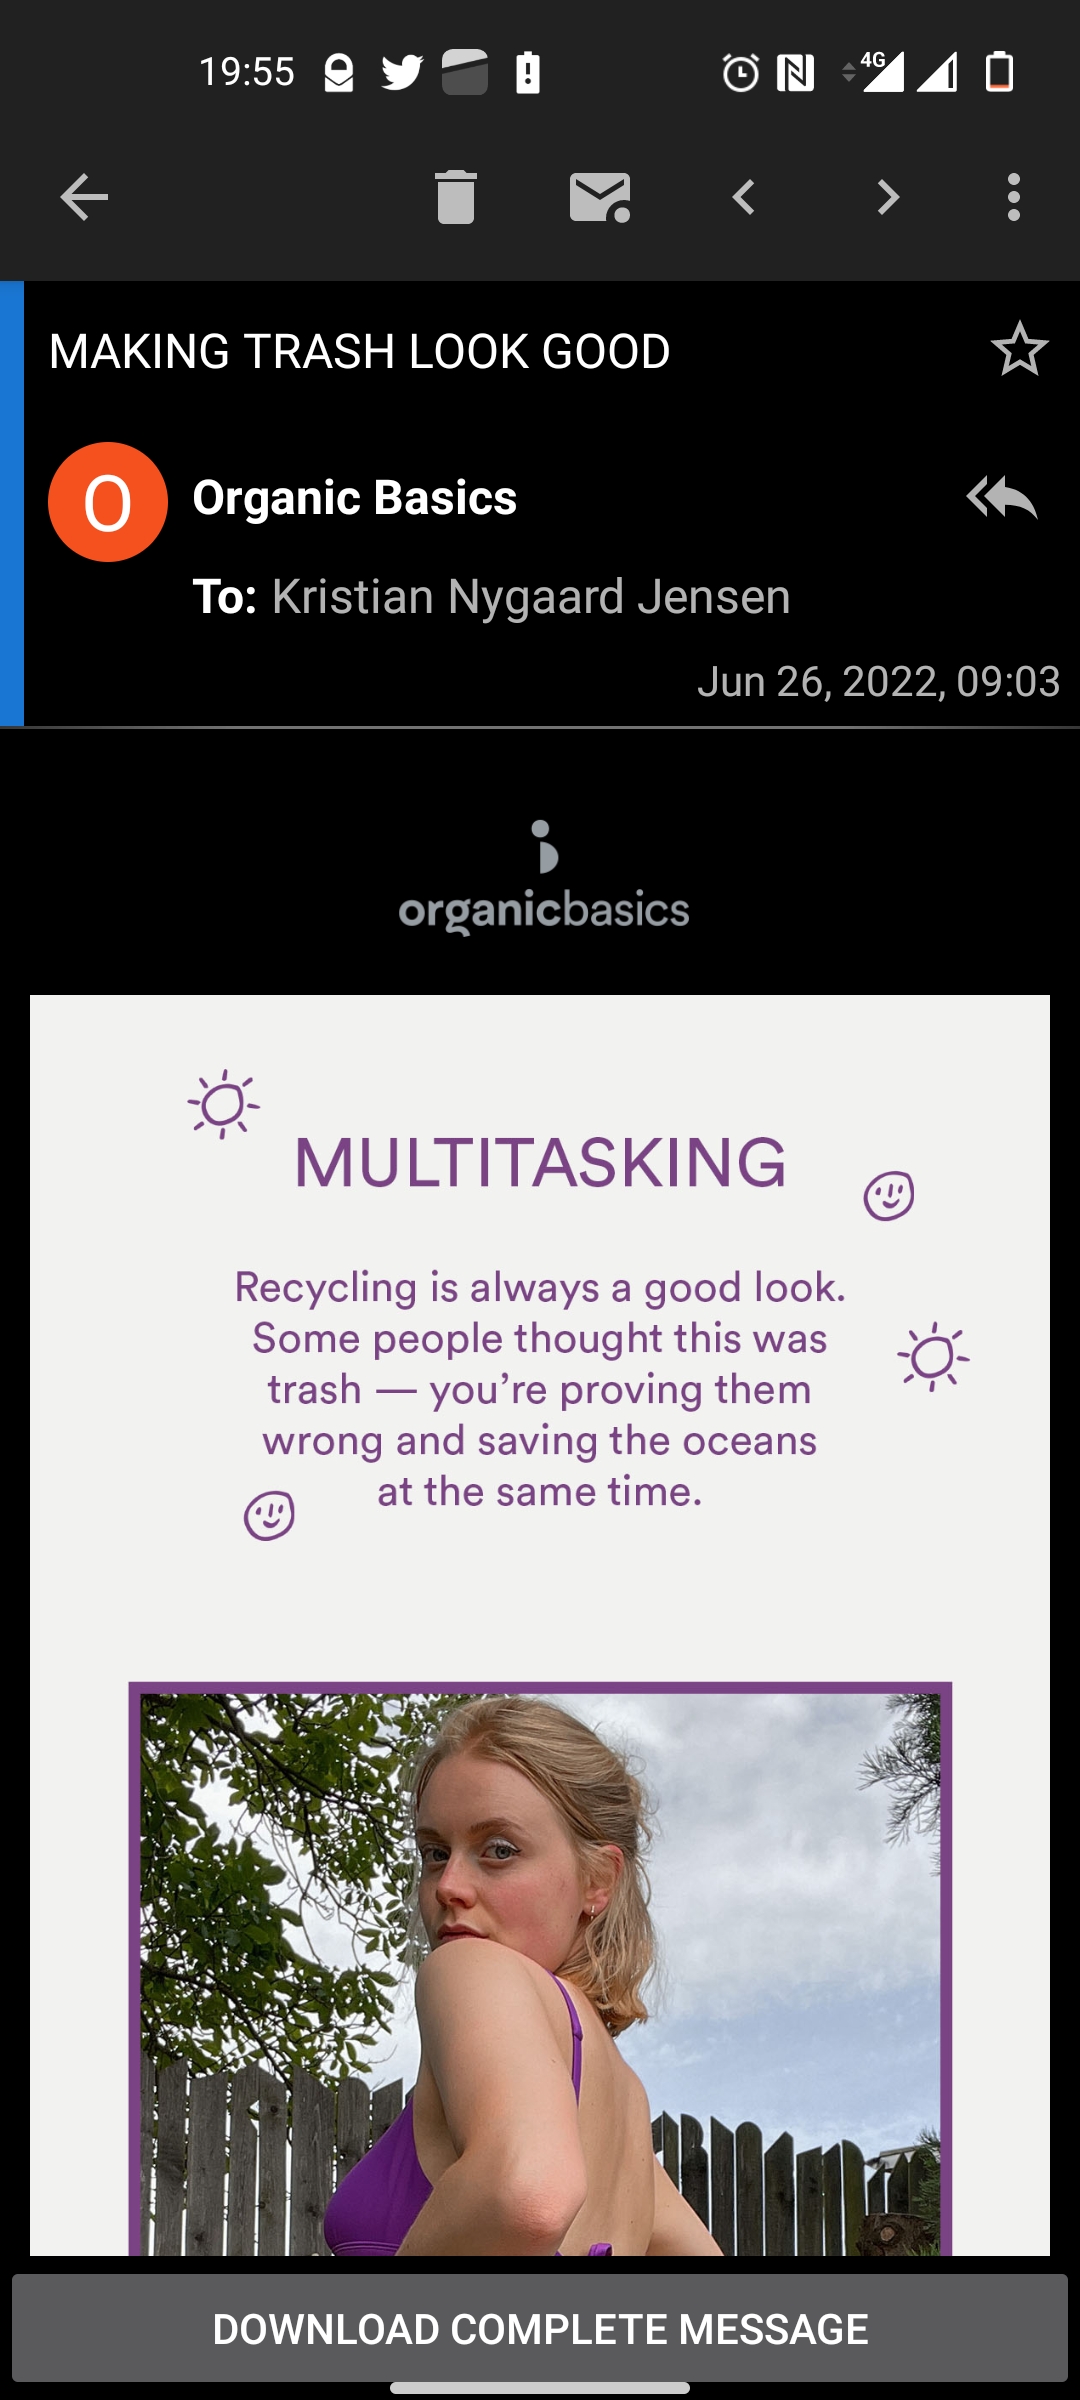 19:55
4G
MAKING TRASH LOOK GOOD
O
Organic Basics
To: Kristian Nygaard Jensen
Jun 26, 2022, 09:03
organicbasics
MULTITASKING
Recycling is always a good look.
Some people thought this was
trash — you’re proving them
wrong and saving the oceans
at the same time.
DOWNLOAD COMPLETE MESSAGE